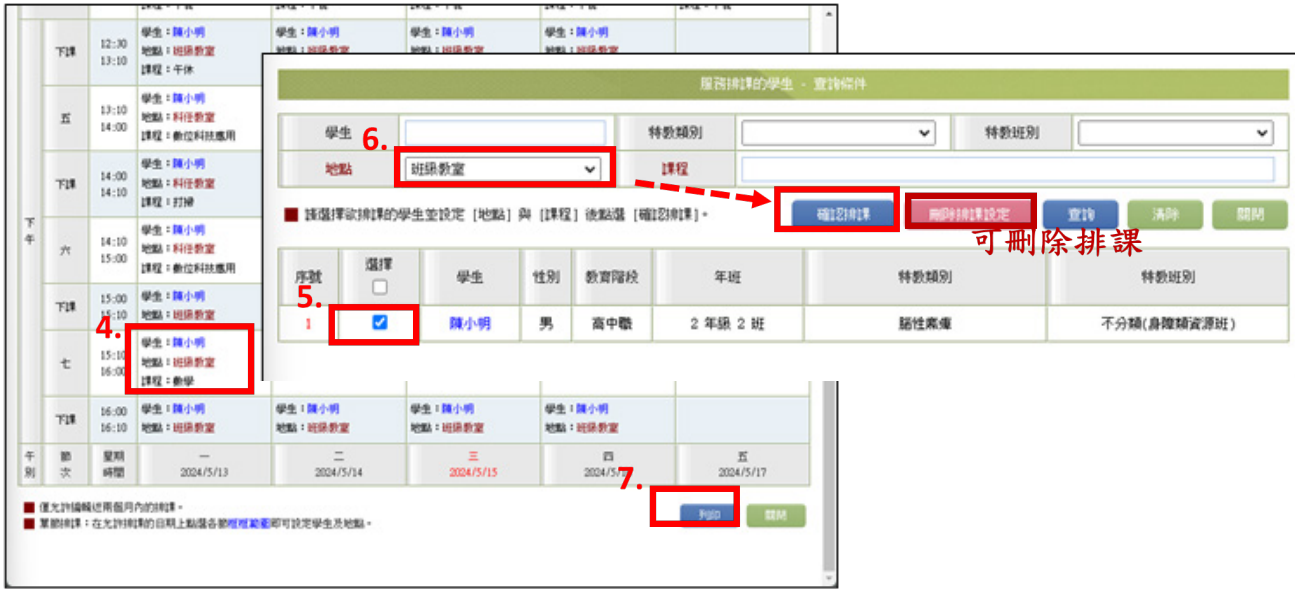 下課
12:30
13:10
學生：陳小明
地點：班級教室
課程：午休
學生：陳小明
地點：班級教室
學生：陳小明
地點：班級教室
學生：陳小明
地點：班級教室
五
13:10
14:00
學生：陳小明
地點：科任教室
課程：數位科技應用
下課
14:00
14:10
學生：陳小明
地點：科任教室
課程：打掃
下午
六
14:10
15:00
學生：陳小明
地點：科任教室
課程：數位科技應用
下課
15:00
15:10
學生：陳小明
地點：班級教室
4.
七
15:10
16:00
學生：陳小明
地點：班級教室
課程：數學
下課
16:00
16:10
學生：陳小明
地點：班級教室
學生：陳小明
地點：班級教室
學生：陳小明
地點：班級教室
學生：陳小明
地點：班級教室
午別
節次
星期
時間
一
2024/5/13
二
2024/5/14
三
2024/5/15
四
五
2024/5/17
7.
僅允許編輯近兩個月內的排課。
單節排課：在允許排課的日期上點選各節框框範圍即可設定學生及地點。
列印
關閉
服務排課的學生 - 查詢條件
學生
特教類別
特教班別
6.
地點
班級教室
課程
請選擇欲排課的學生並設定 [地點] 與 [課程] 後點選 [確認排課]。
確認排課
刪除排課設定
查詢
清除
關閉
可刪除排課
序號
選擇
學生
性別
教育階段
年班
特教類別
特教班別
5.
1
陳小明
男
高中職
2 年級 2 班
腦性麻痺
不分類(身障類資源班)